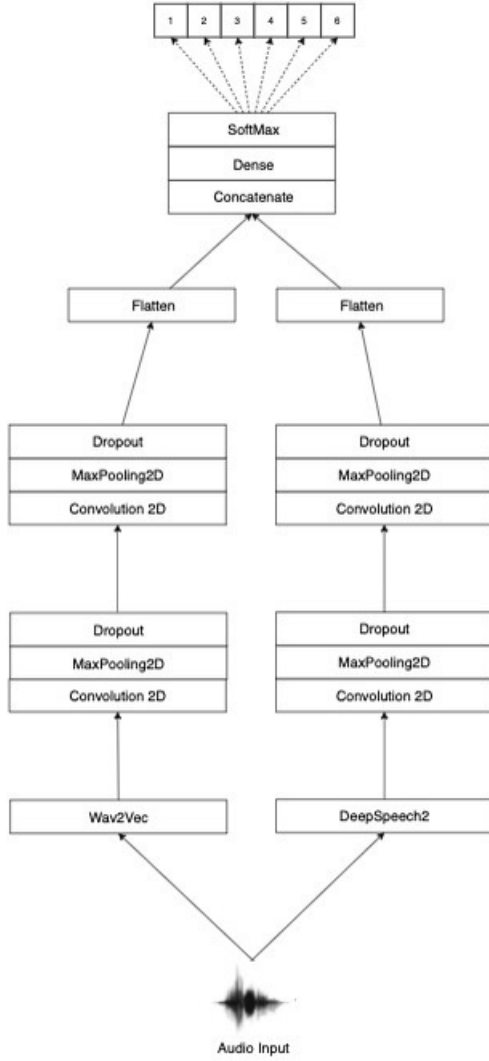 1 2 3 4 5 6
SoftMax
Dense
Concatenate
Flatten Flatten
Dropout Dropout
MaxPooling2D MaxPooling2D
Convolution 2D Convolution 2D
Dropout Dropout
MaxPooling2D MaxPooling2D
Convolution 2D Convolution 2D
Wav2Vec DeepSpeech2
Audio Input